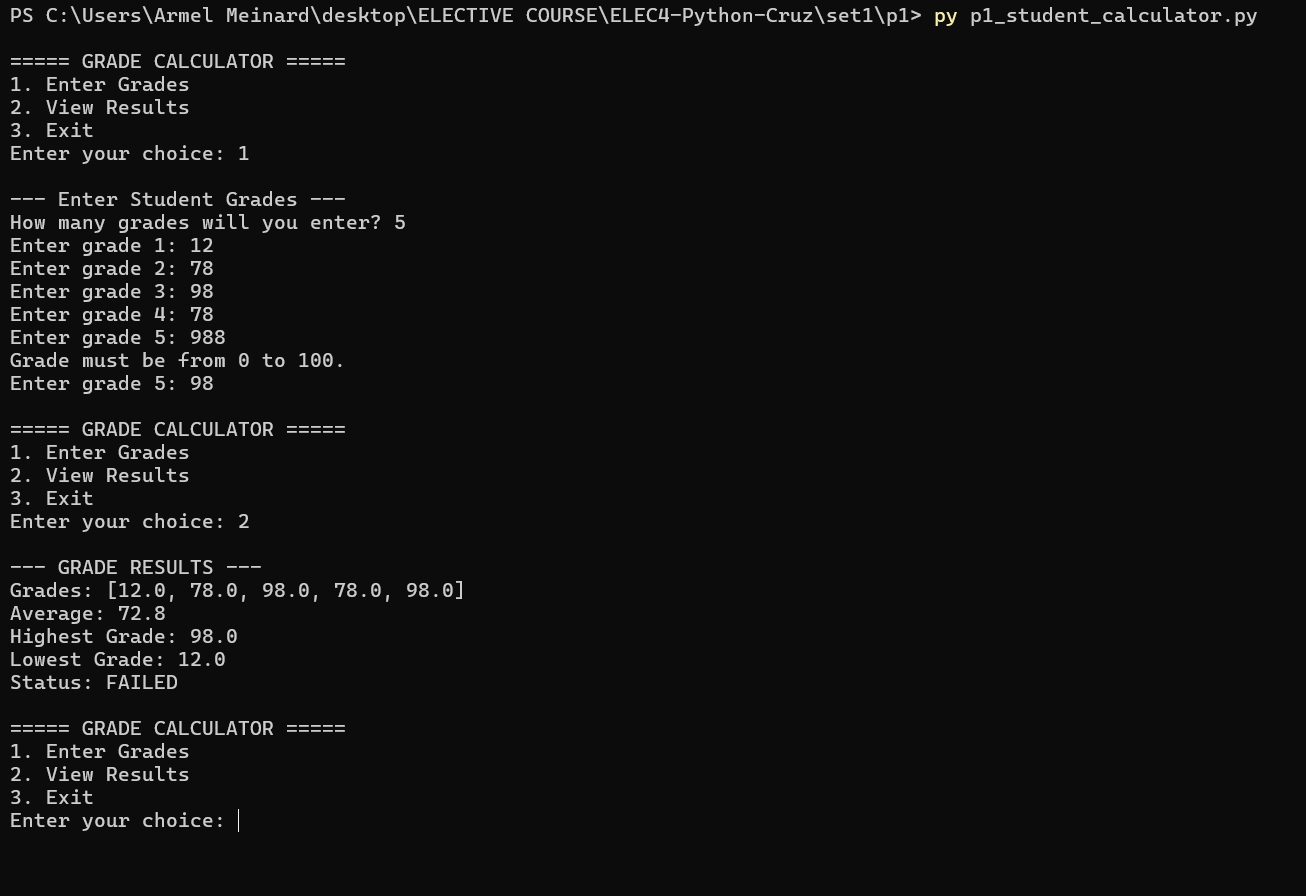 PS C:\Users\Armel Meinard\desktop\ELECTIVE COURSE\ELEC4-Python-Cruz\set1\p1> py p1_student_calculator.py
===== GRADE CALCULATOR =====
1. Enter Grades
2. View Results
3. Exit
Enter your choice: 1
--- Enter Student Grades ---
How many grades will you enter? 5
Enter grade 1: 12
Enter grade 2: 78
Enter grade 3: 98
Enter grade 4: 78
Enter grade 5: 988
Grade must be from 0 to 100.
Enter grade 5: 98
===== GRADE CALCULATOR =====
1. Enter Grades
2. View Results
3. Exit
Enter your choice: 2
--- GRADE RESULTS ---
Grades: [12.0, 78.0, 98.0, 78.0, 98.0]
Average: 72.8
Highest Grade: 98.0
Lowest Grade: 12.0
Status: FAILED
===== GRADE CALCULATOR =====
1. Enter Grades
2. View Results
3. Exit
Enter your choice: